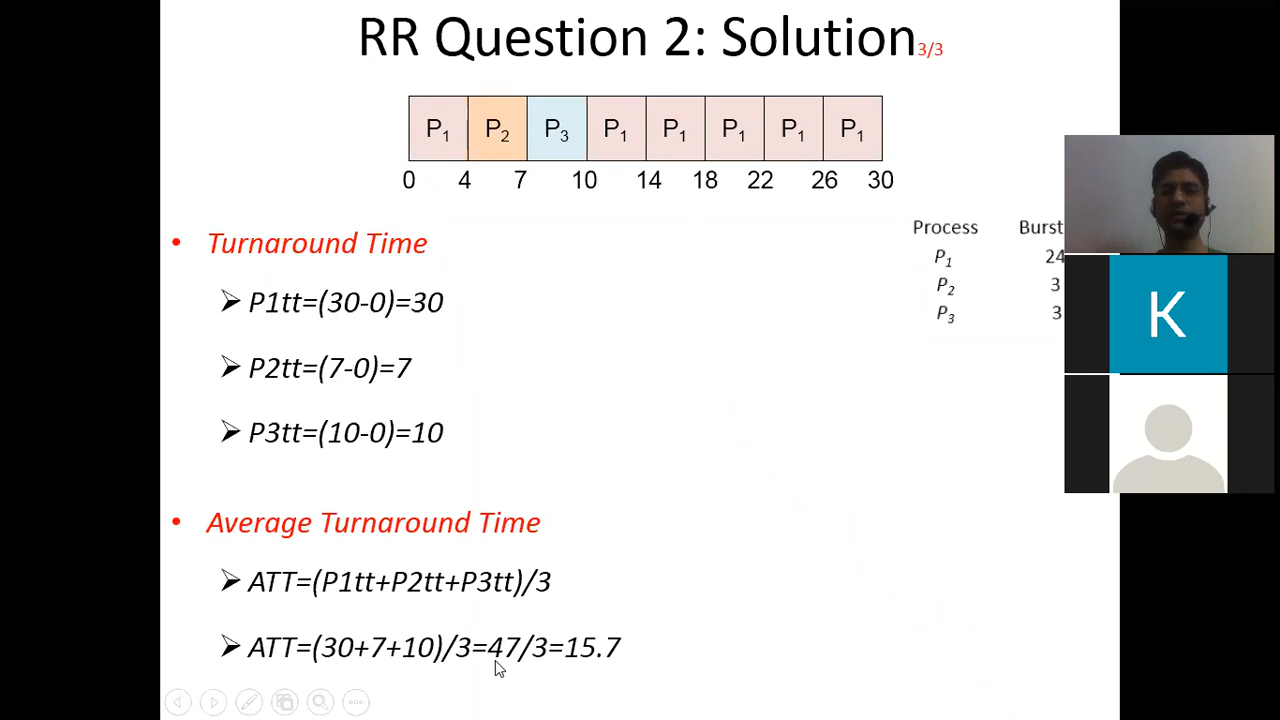 RR Question 2: Solution3/3
P1 P2 P3 P1 P1 P1 P1 P1
0 4 7 10 14 18 22 26 30
Process Burst
P1 24
P2 3
P3 3
• Turnaround Time
➢ P1tt=(30-0)=30
➢ P2tt=(7-0)=7
➢ P3tt=(10-0)=10
• Average Turnaround Time
➢ ATT=(P1tt+P2tt+P3tt)/3
➢ ATT=(30+7+10)/3=47/3=15.7
K